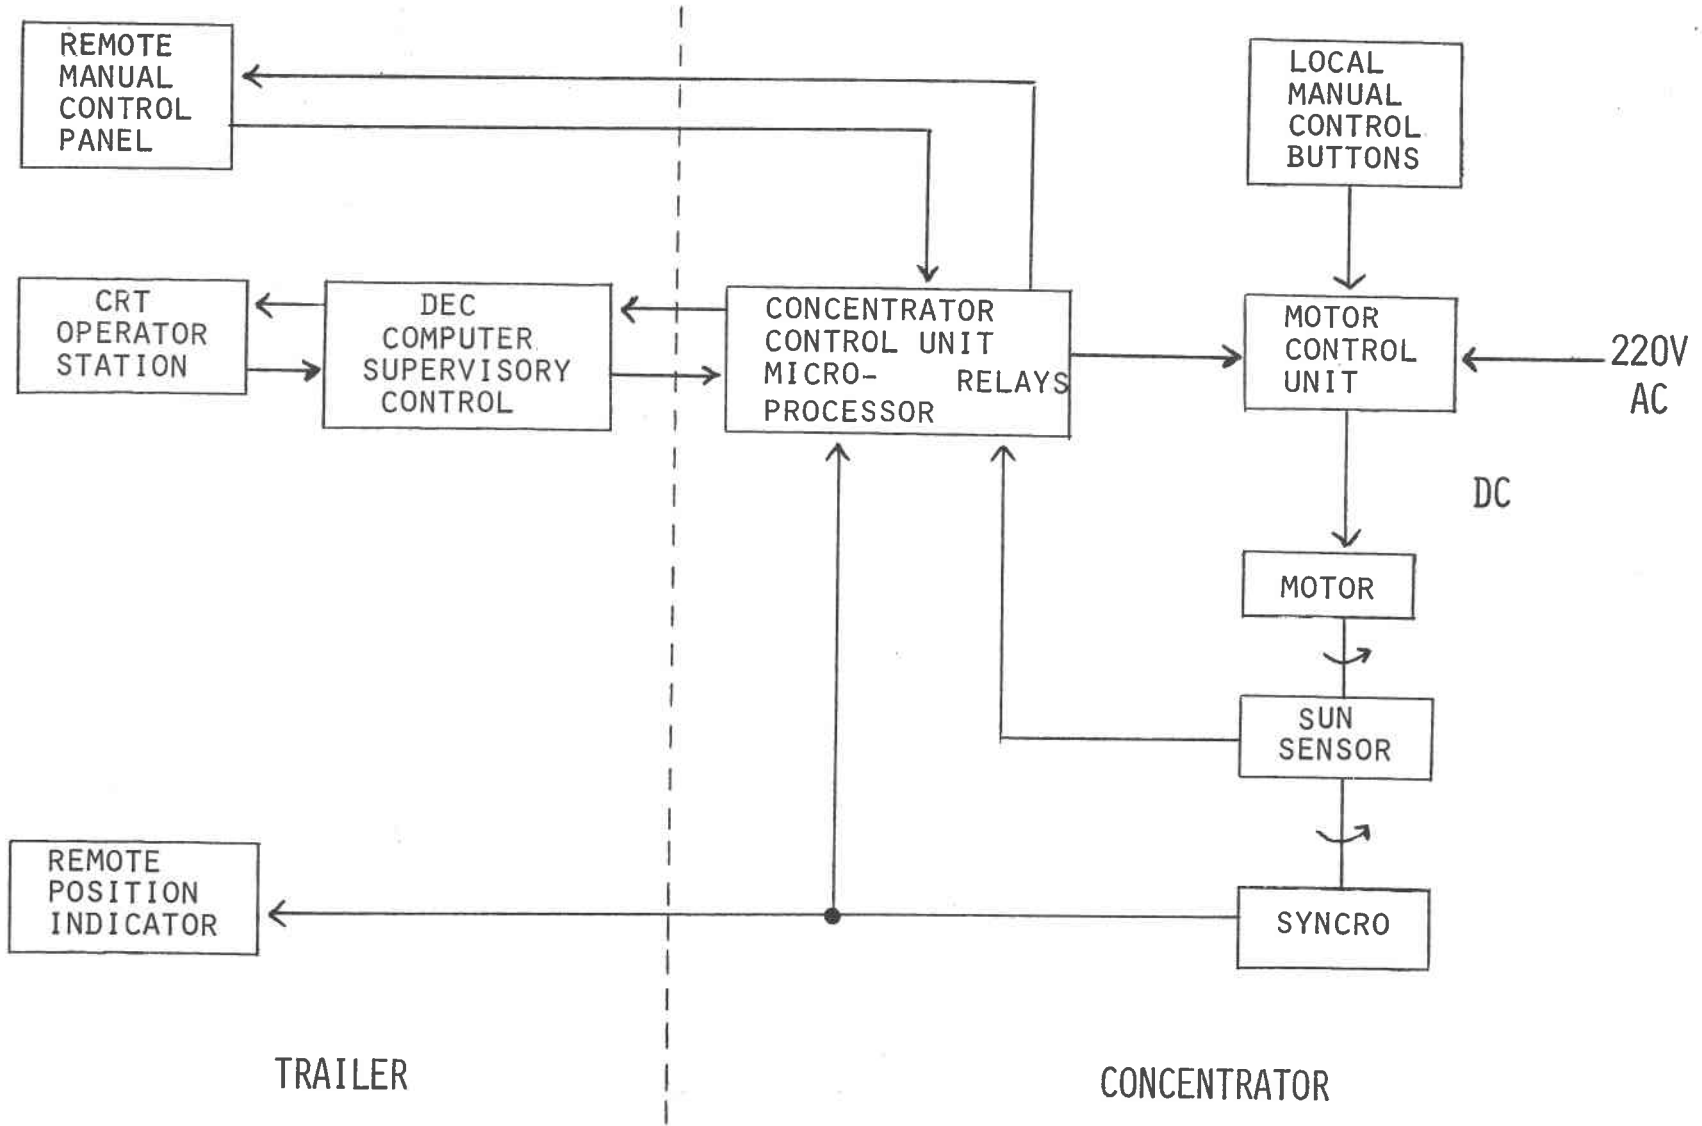 REMOTE
MANUAL
CONTROL
PANEL
LOCAL
MANUAL
CONTROL
BUTTONS
CRT
OPERATOR
STATION
DEC
COMPUTER
SUPERVISORY
CONTROL
CONCENTRATOR
CONTROL UNIT
MICRO- RELAYS
PROCESSOR
MOTOR
CONTROL
UNIT
220V
AC
DC
MOTOR
SUN
SENSOR
REMOTE
POSITION
INDICATOR
SYNCRO
TRAILER
CONCENTRATOR